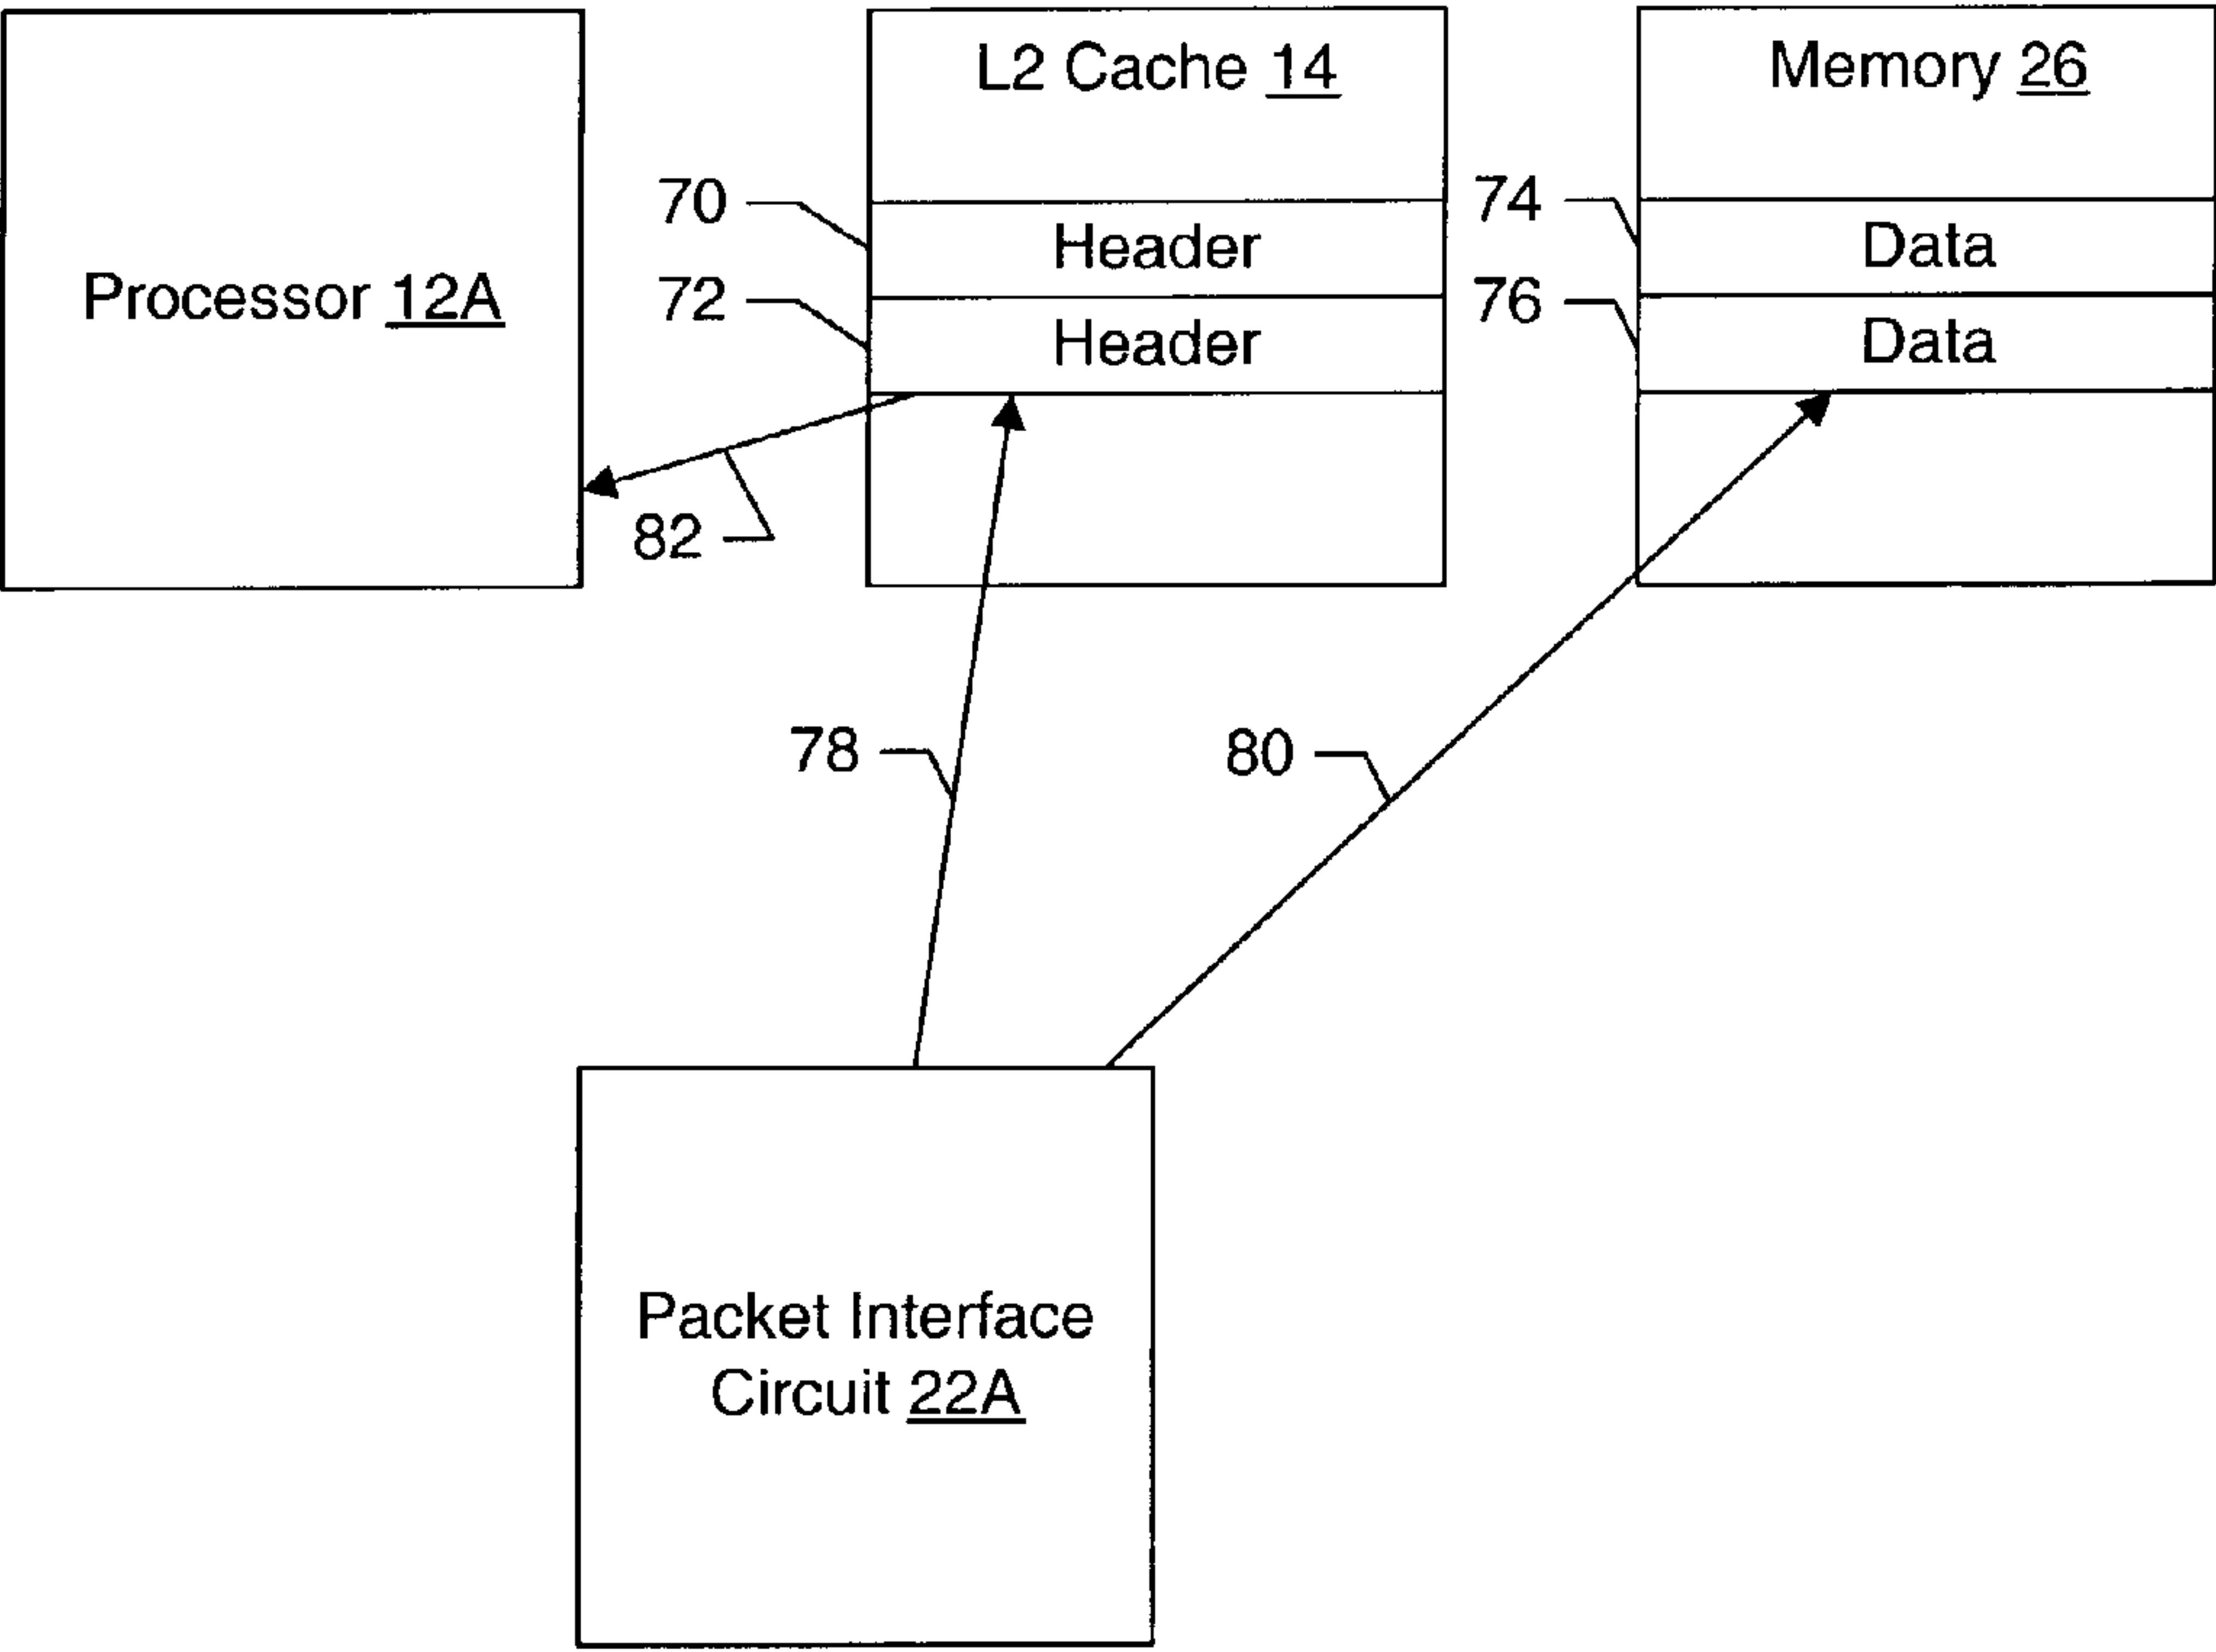 L2 Cache 14
Memory 26
70
Header
74
Data
Processor 12A
72
Header
76
Data
82
78
80
Packet Interface
Circuit 22A